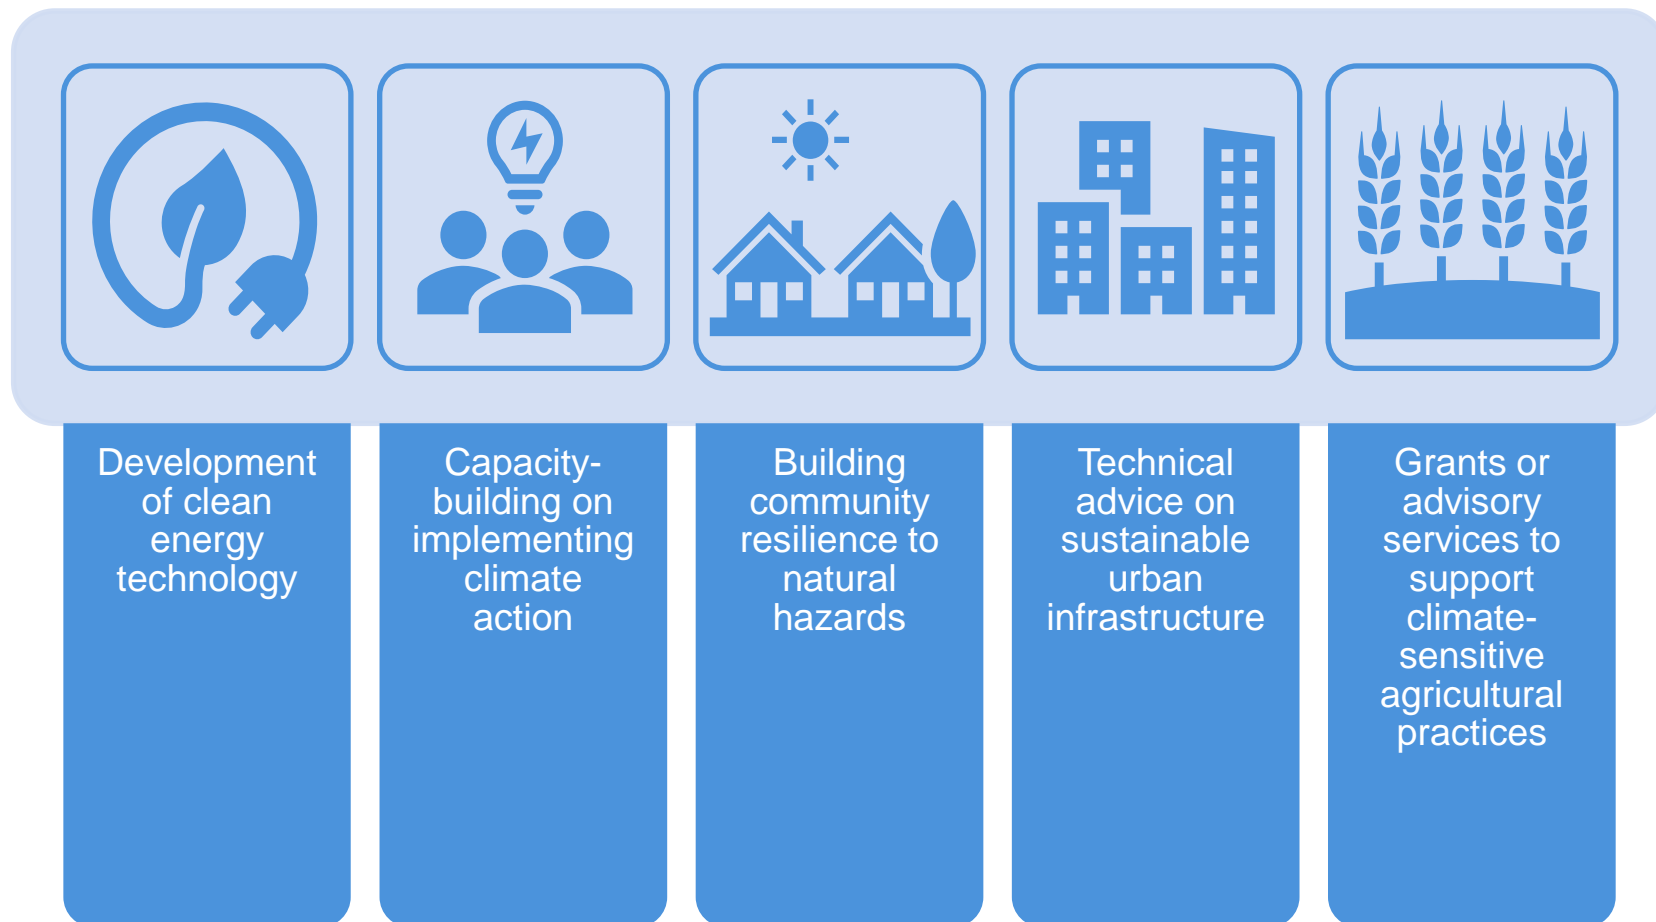 Development
of clean
energy
technology
Capacity-
building on
implementing
climate
action
Building
community
resilience to
natural
hazards
Technical
advice on
sustainable
urban
infrastructure
Grants or
advisory
services to
support
climate-
sensitive
agricultural
practices